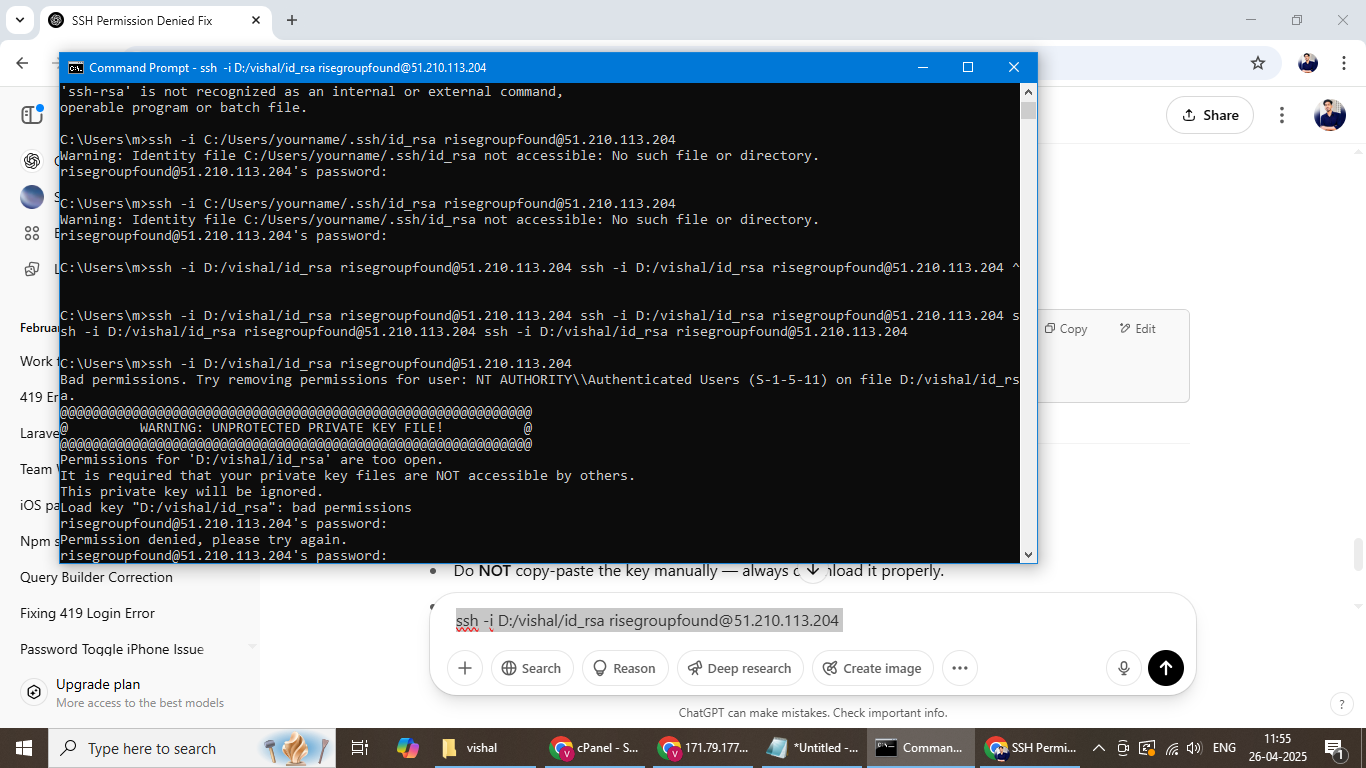 SSH Permission Denied Fix
Command Prompt - ssh  -i D:/vishal/id_rsa risegroupfound@51.210.113.204
'ssh-rsa' is not recognized as an internal or external command,
operable program or batch file.
C:\Users\m>ssh -i C:/Users/yourname/.ssh/id_rsa risegroupfound@51.210.113.204
Warning: Identity file C:/Users/yourname/.ssh/id_rsa not accessible: No such file or directory.
risegroupfound@51.210.113.204's password:
C:\Users\m>ssh -i C:/Users/yourname/.ssh/id_rsa risegroupfound@51.210.113.204
Warning: Identity file C:/Users/yourname/.ssh/id_rsa not accessible: No such file or directory.
risegroupfound@51.210.113.204's password:
C:\Users\m>ssh -i D:/vishal/id_rsa risegroupfound@51.210.113.204 ssh -i D:/vishal/id_rsa risegroupfound@51.210.113.204 ^
C:\Users\m>ssh -i D:/vishal/id_rsa risegroupfound@51.210.113.204 ssh -i D:/vishal/id_rsa risegroupfound@51.210.113.204 s
sh -i D:/vishal/id_rsa risegroupfound@51.210.113.204 ssh -i D:/vishal/id_rsa risegroupfound@51.210.113.204
C:\Users\m>ssh -i D:/vishal/id_rsa risegroupfound@51.210.113.204
Bad permissions. Try removing permissions for user: NT AUTHORITY\\Authenticated Users (S-1-5-11) on file D:/vishal/id_rs
a.
@@@@@@@@@@@@@@@@@@@@@@@@@@@@@@@@@@@@@@@@@@@@@@@@@@@@@@@@@@@
@         WARNING: UNPROTECTED PRIVATE KEY FILE!          @
@@@@@@@@@@@@@@@@@@@@@@@@@@@@@@@@@@@@@@@@@@@@@@@@@@@@@@@@@@@
Permissions for 'D:/vishal/id_rsa' are too open.
It is required that your private key files are NOT accessible by others.
This private key will be ignored.
Load key "D:/vishal/id_rsa": bad permissions
risegroupfound@51.210.113.204's password:
Permission denied, please try again.
risegroupfound@51.210.113.204's password:
Share
Copy
Edit
Februar
Work
419 Er
Larave
Team
iOS pa
Npm s
Query Builder Correction
Fixing 419 Login Error
Password Toggle iPhone Issue
Upgrade plan
More access to the best models
Do NOT copy-paste the key manually — always nload it properly.
ssh -i D:/vishal/id_rsa risegroupfound@51.210.113.204
Search
Reason
Deep research
Create image
ChatGPT can make mistakes. Check important info.
?
Type here to search
vishal
cPanel - S...
171.79.177...
*Untitled -...
Comman...
SSH Permi...
ENG
11:55
26-04-2025
1